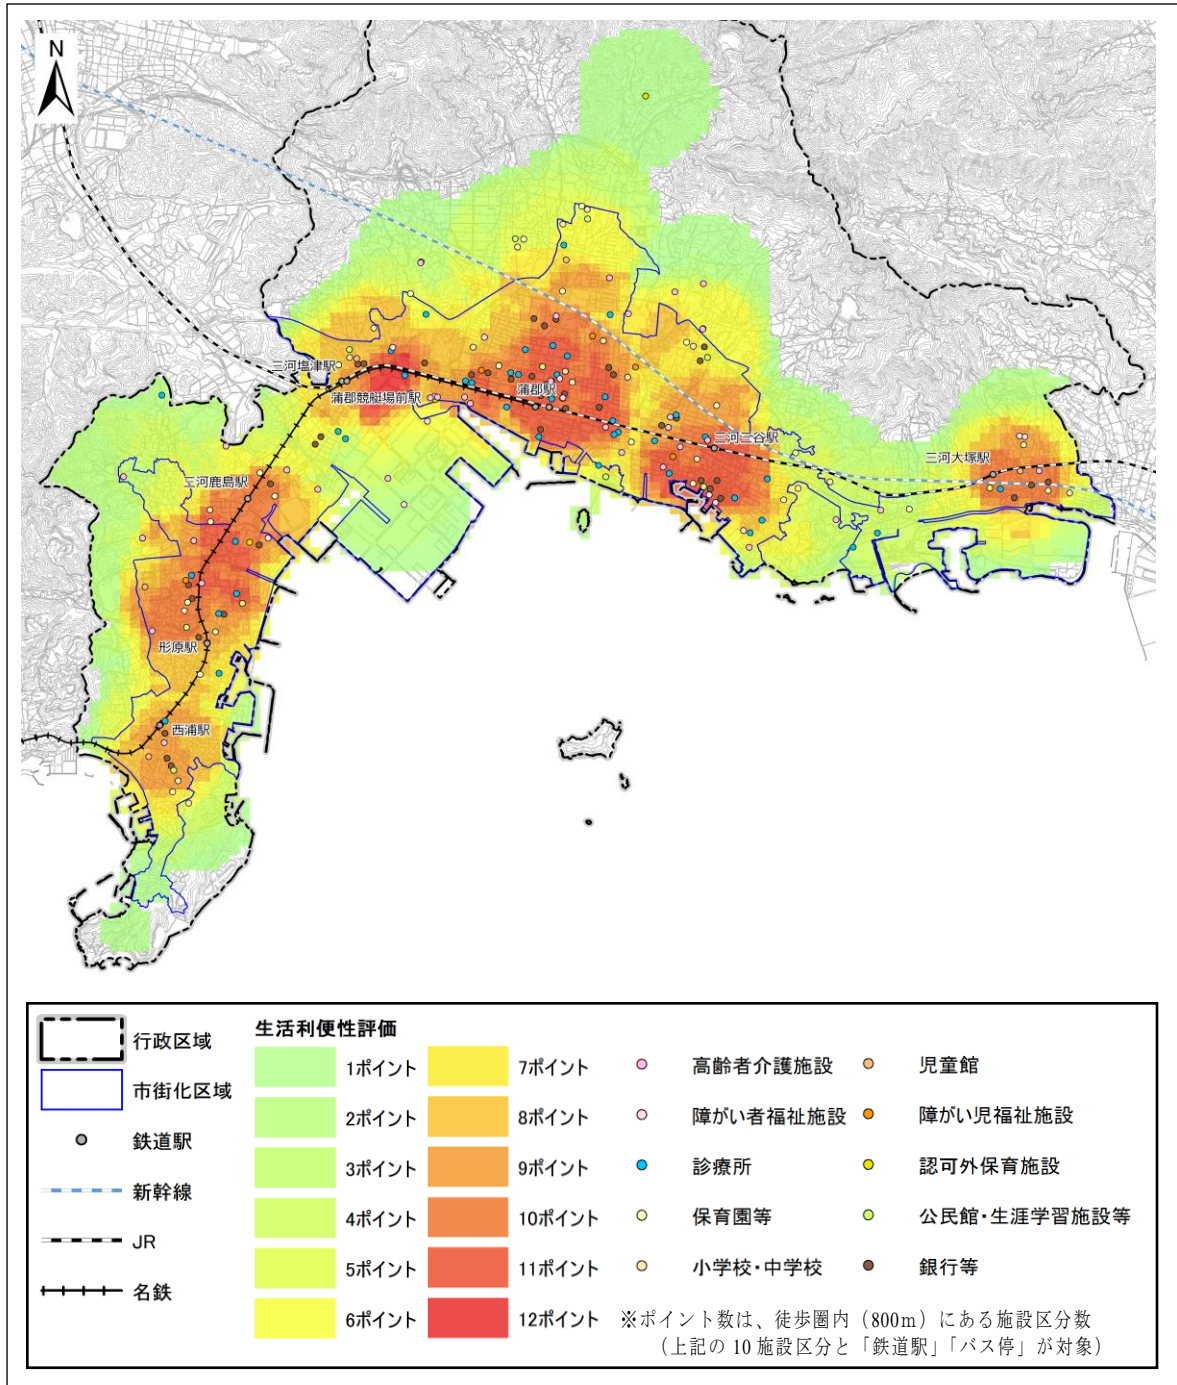 N
三河塩津駅
蒲郡競艇場前駅
蒲郡駅
三河三谷駅
三河大塚駅
三河鹿島駅
形原駅
西浦駅
行政区域
市街化区域
鉄道駅
新幹線
JR
名鉄
生活利便性評価
1ポイント
2ポイント
3ポイント
4ポイント
5ポイント
6ポイント
7ポイント
8ポイント
9ポイント
10ポイント
11ポイント
12ポイント
高齢者介護施設
障がい者福祉施設
診療所
保育園等
小学校・中学校
児童館
障がい児福祉施設
認可外保育施設
公民館・生涯学習施設等
銀行等
※ポイント数は、徒歩圏内（800m）にある施設区分数
（上記の 10 施設区分と「鉄道駅」「バス停」が対象）